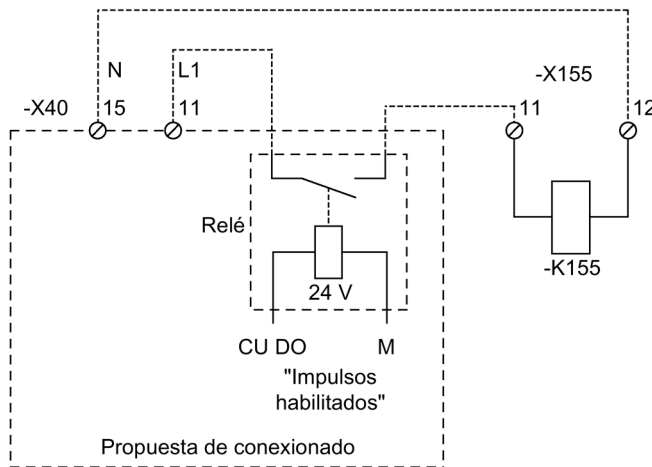 N
L1
-X155
-X40
15
11
11
12
Relé
24 V
-K155
CU DO
M
"Impulsos
habilitados"
Propuesta de conexionado